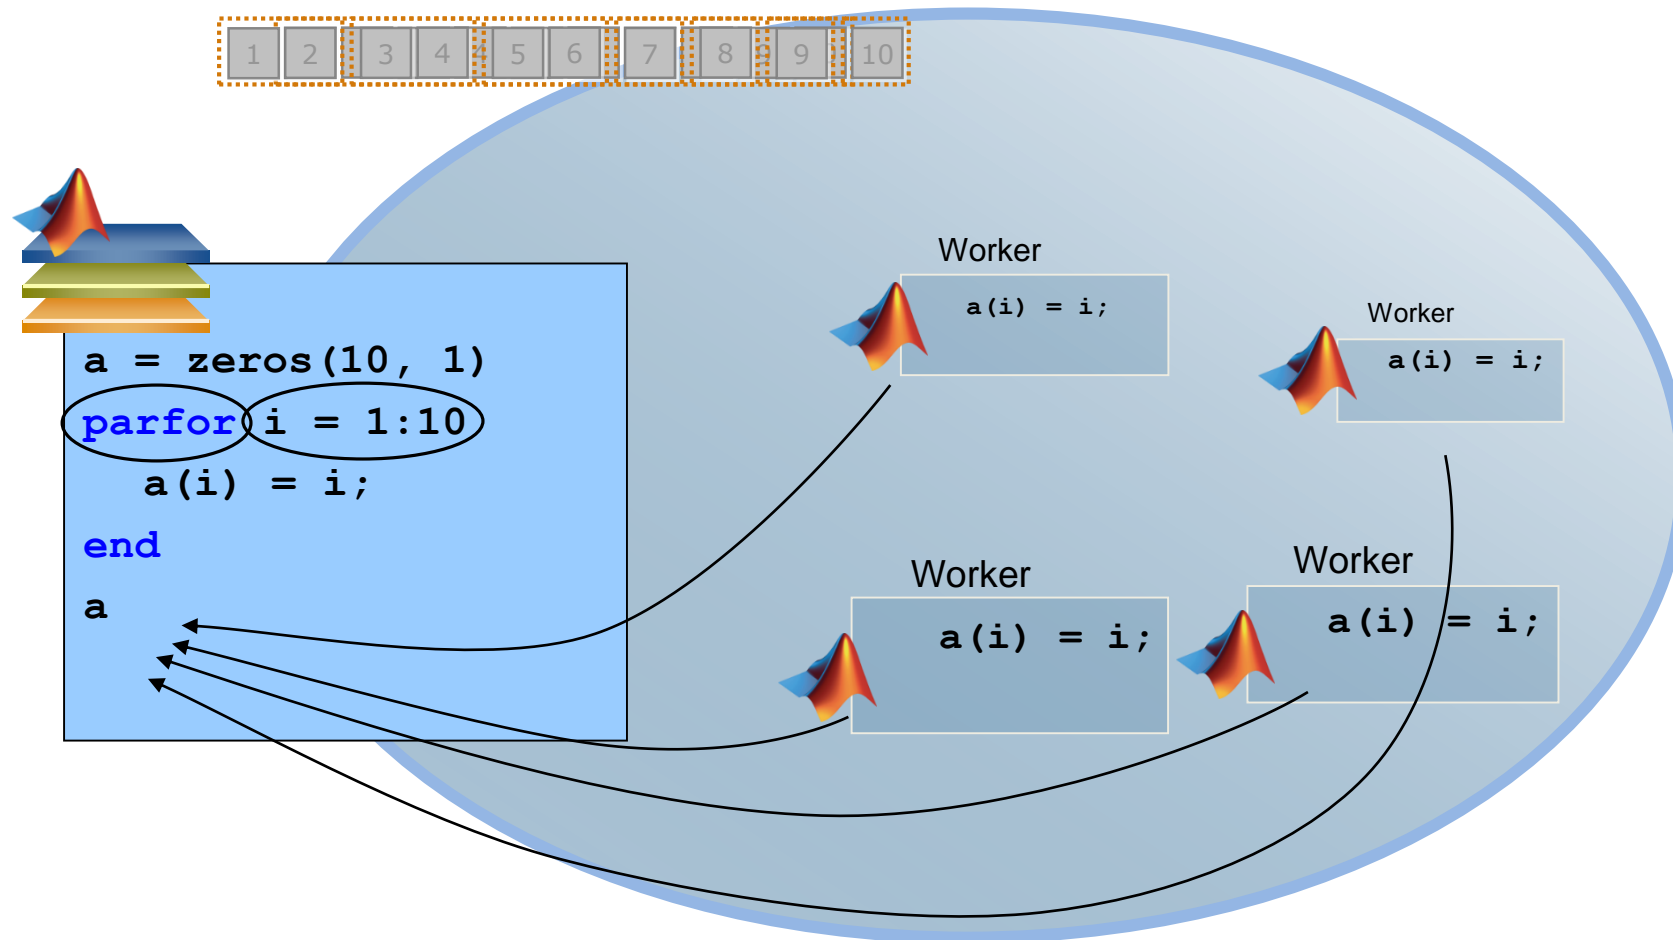 1 2 3 4 5 6 7 8 9 10
a = zeros(10, 1)
parfor i = 1:10
a(i) = i;
end
a
Worker
a(i) = i;
Worker
a(i) = i;
Worker
a(i) = i;
Worker
a(i) = i;